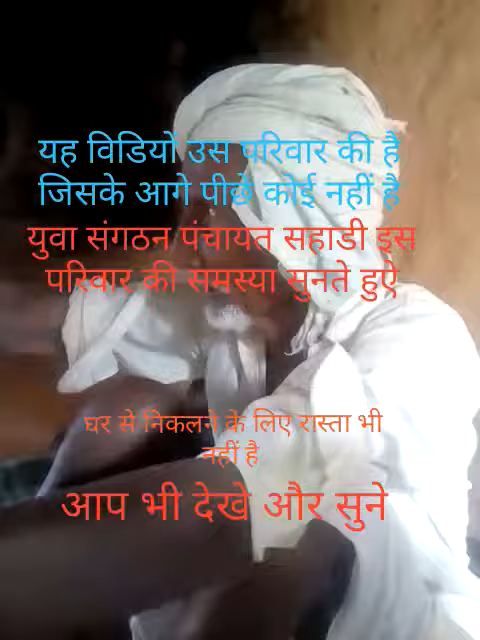 यह विडियों उस परिवार की है
जिसके आगे पीछे कोई नहीं है
युवा संगठन पंचायत सहाडी इस
परिवार की समस्या सुनते हुऐ
घर से निकलने के लिए रास्ता भी
नहीं है
आप भी देखे और सुने